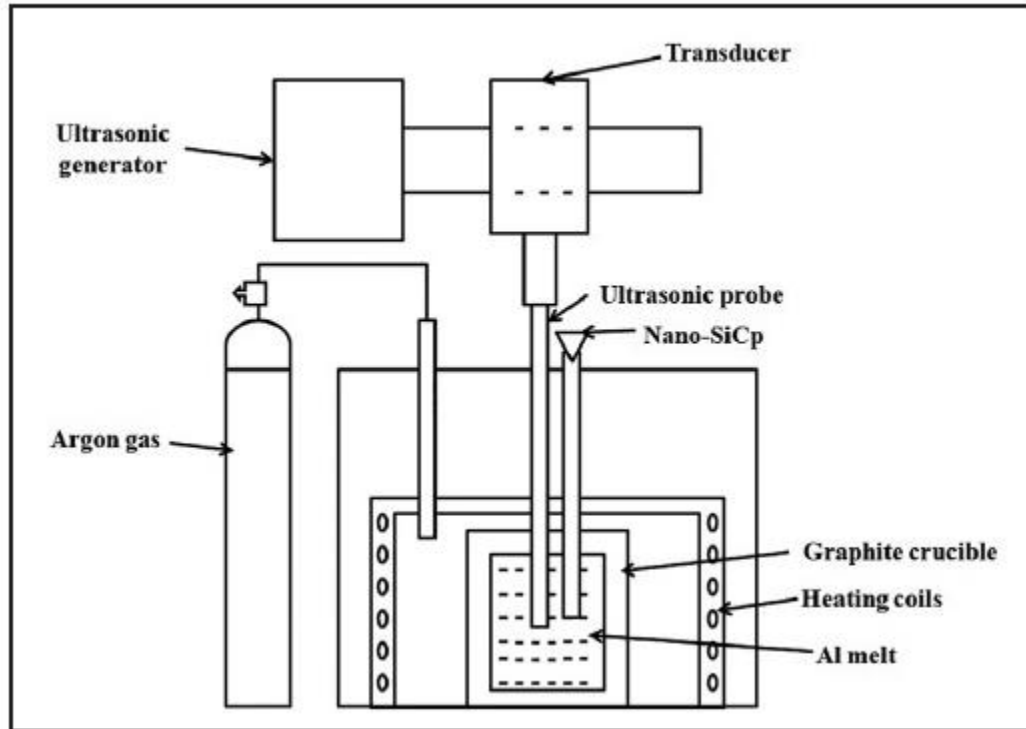 Transducer
Ultrasonic
generator
Ultrasonic probe
Nano-SiCp
Argon gas
Graphite crucible
Heating coils
Al melt